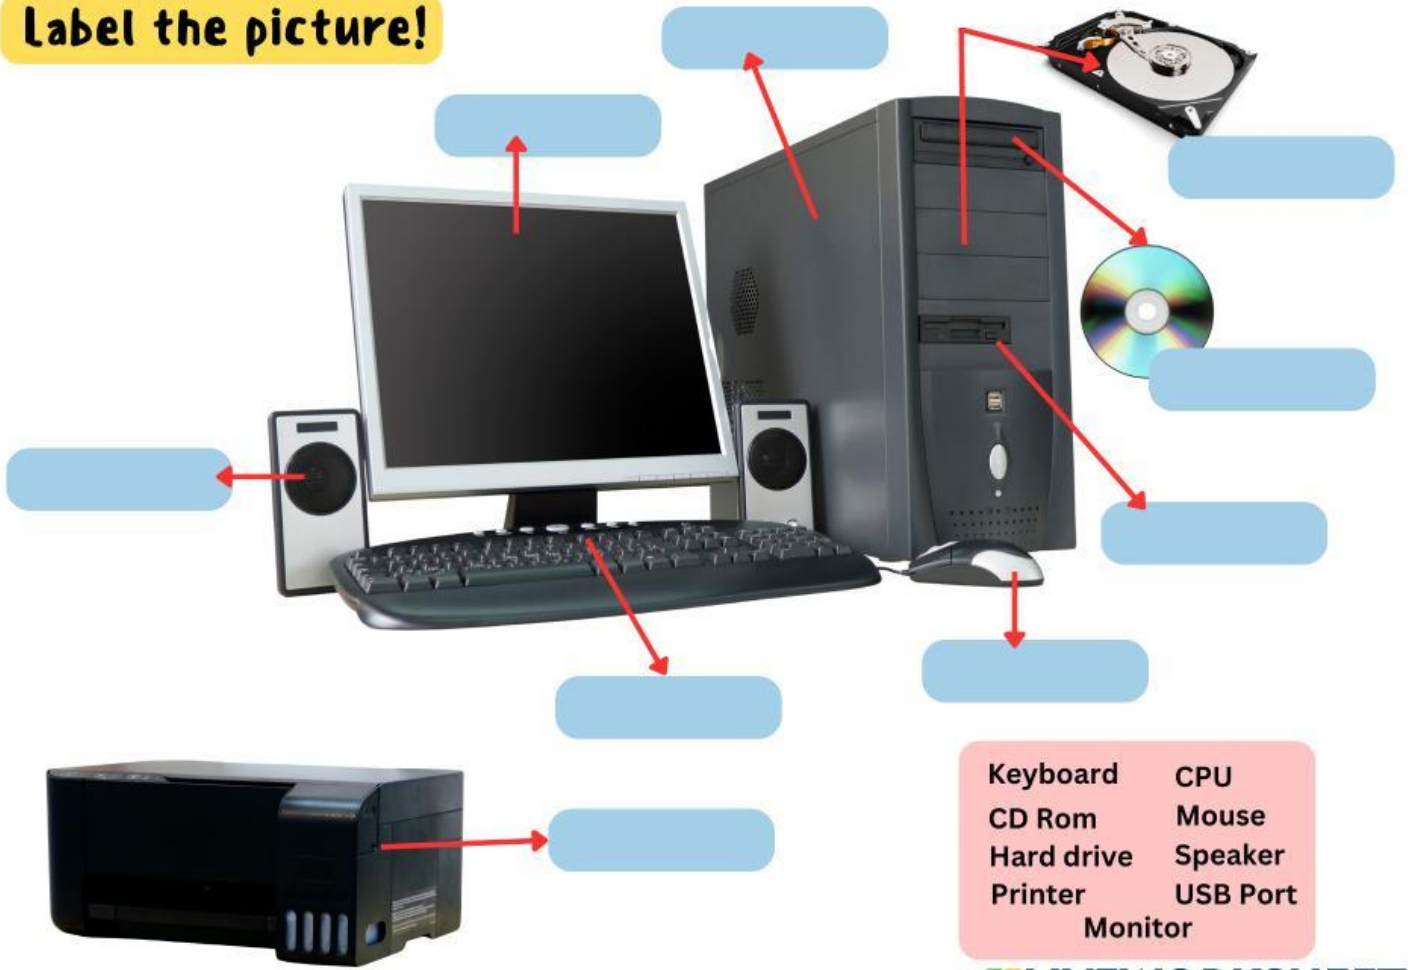 Label the picture!
Keyboard CPU
CD Rom Mouse
Hard drive Speaker
Printer USB Port
Monitor